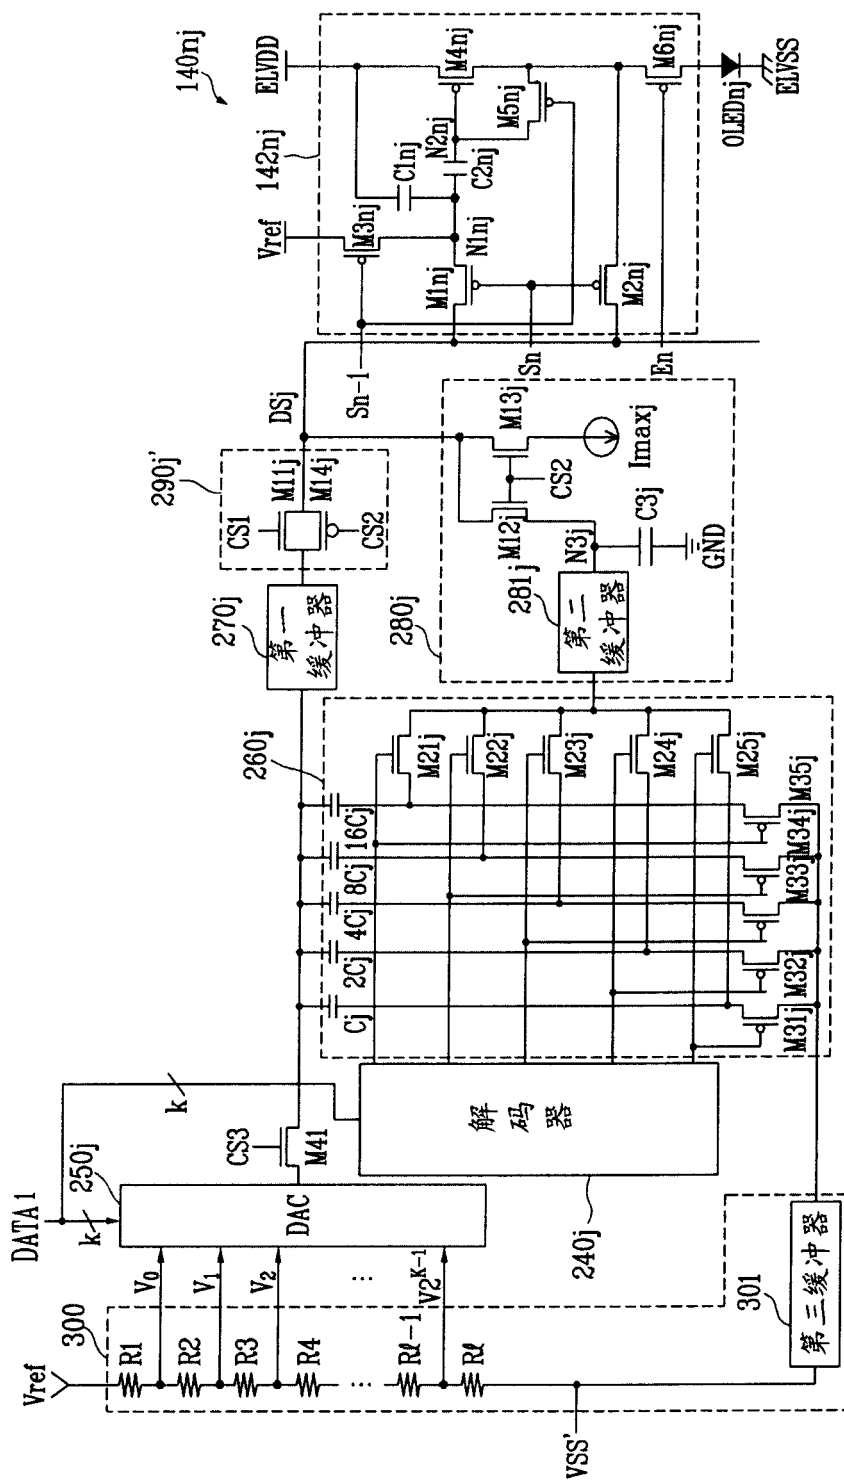 140nj
142nj
ELVDD
Vref
M3nj
C1nj
N2nj
M4nj
M5nj
C2nj
N1nj
M1nj
M2nj
M6nj
OLEDnj
ELVSS
Sn-1
Sn
En
DSj
290j'
CS1
M11j
M14j
CS2
M13j
Imaxj
CS2
M12j
N3j
C3j
GND
270j
第一缓冲器
280j
281j
第二缓冲器
260j
16Cj
8Cj
4Cj
2Cj
Cj
M21j
M22j
M23j
M24j
M25j
M35j
M34j
M33j
M32j
M31j
k
解码器
240j
CS3
M41
DATA1
k
250j
DAC
V0
V1
V2
...
V2^K-1
300
Vref
R1
R2
R3
R4
...
Rℓ-1
Rℓ
VSS'
301
第三缓冲器